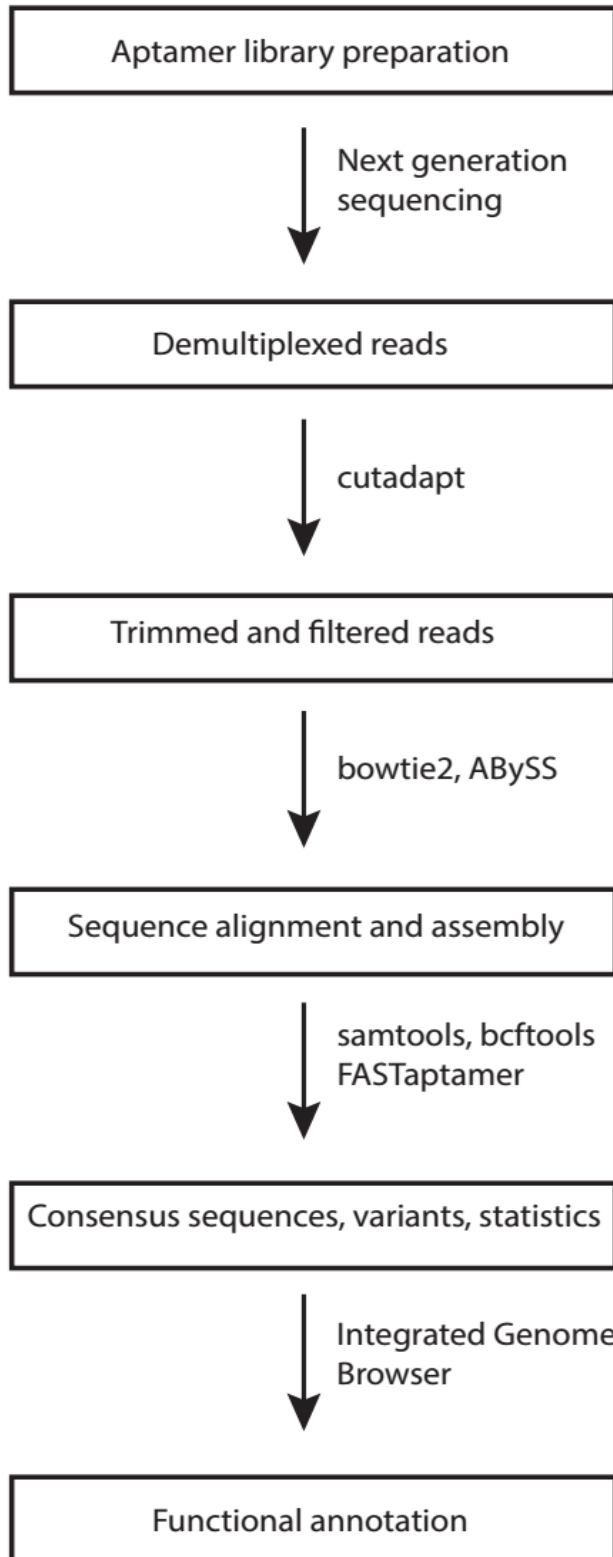 Aptamer library preparation
Next generation
sequencing
Demultiplexed reads
cutadapt
Trimmed and filtered reads
bowtie2, ABySS
Sequence alignment and assembly
samtools, bcftools
FASTaptamer
Consensus sequences, variants, statistics
Integrated Genome
Browser
Functional annotation